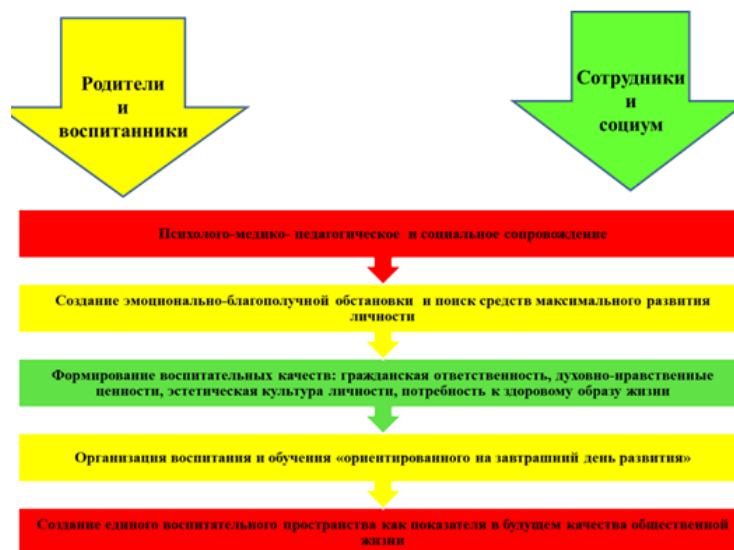 Родители
и
воспитанники
Сотрудники
и
социум
Психолого-медико- педагогическое и социальное сопровождение
Создание эмоционально-благополучной обстановки и поиск средств максимального развития
личности
Формирование воспитательных качеств: гражданская ответственность, духовно-нравственные
ценности, эстетическая культура личности, потребность к здоровому образу жизни
Организация воспитания и обучения «ориентированного на завтрашний день развития»
Создание единого воспитательного пространства как показателя в будущем качества общественной
жизни